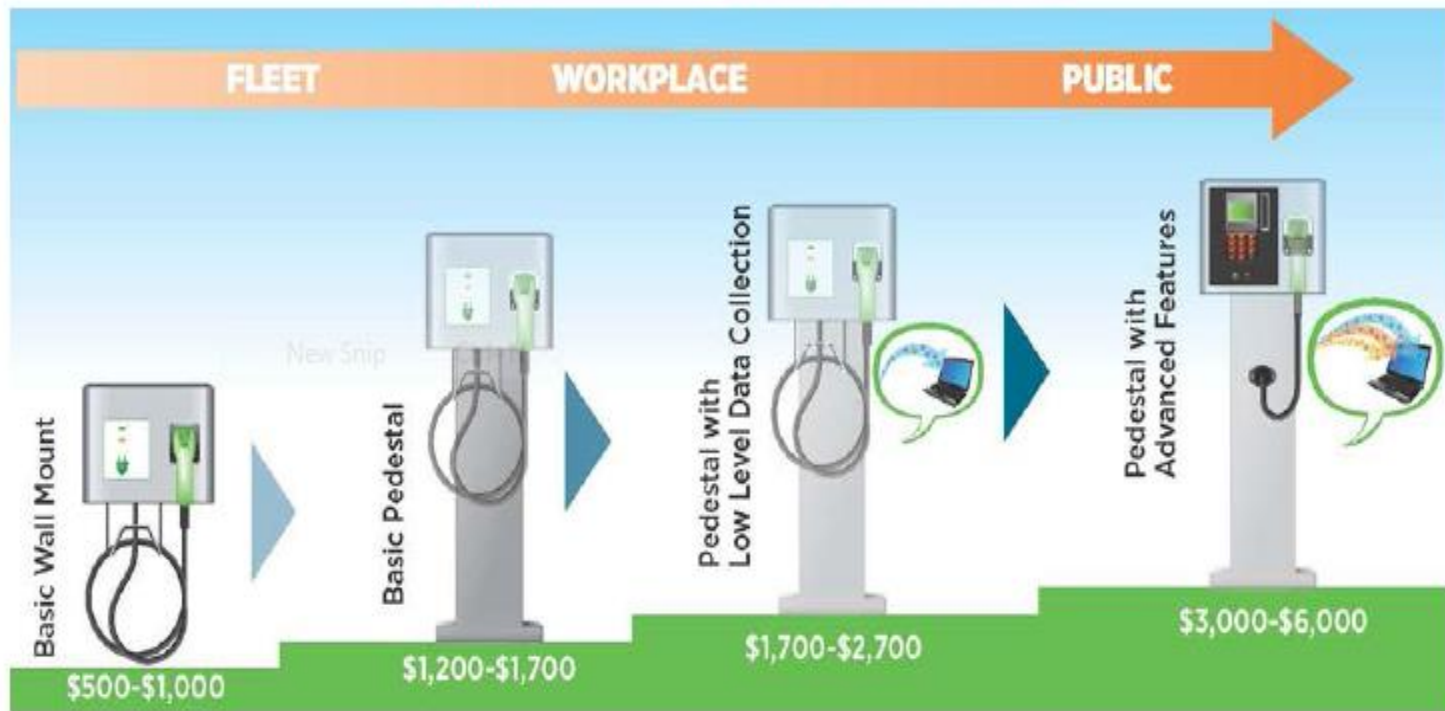 FLEET WORKPLACE PUBLIC
Basic Wall Mount
$500-$1,000
New Snip
Basic Pedestal
$1,200-$1,700
Pedestal with
Low Level Data Collection
$1,700-$2,700
Pedestal with
Advanced Features
$3,000-$6,000